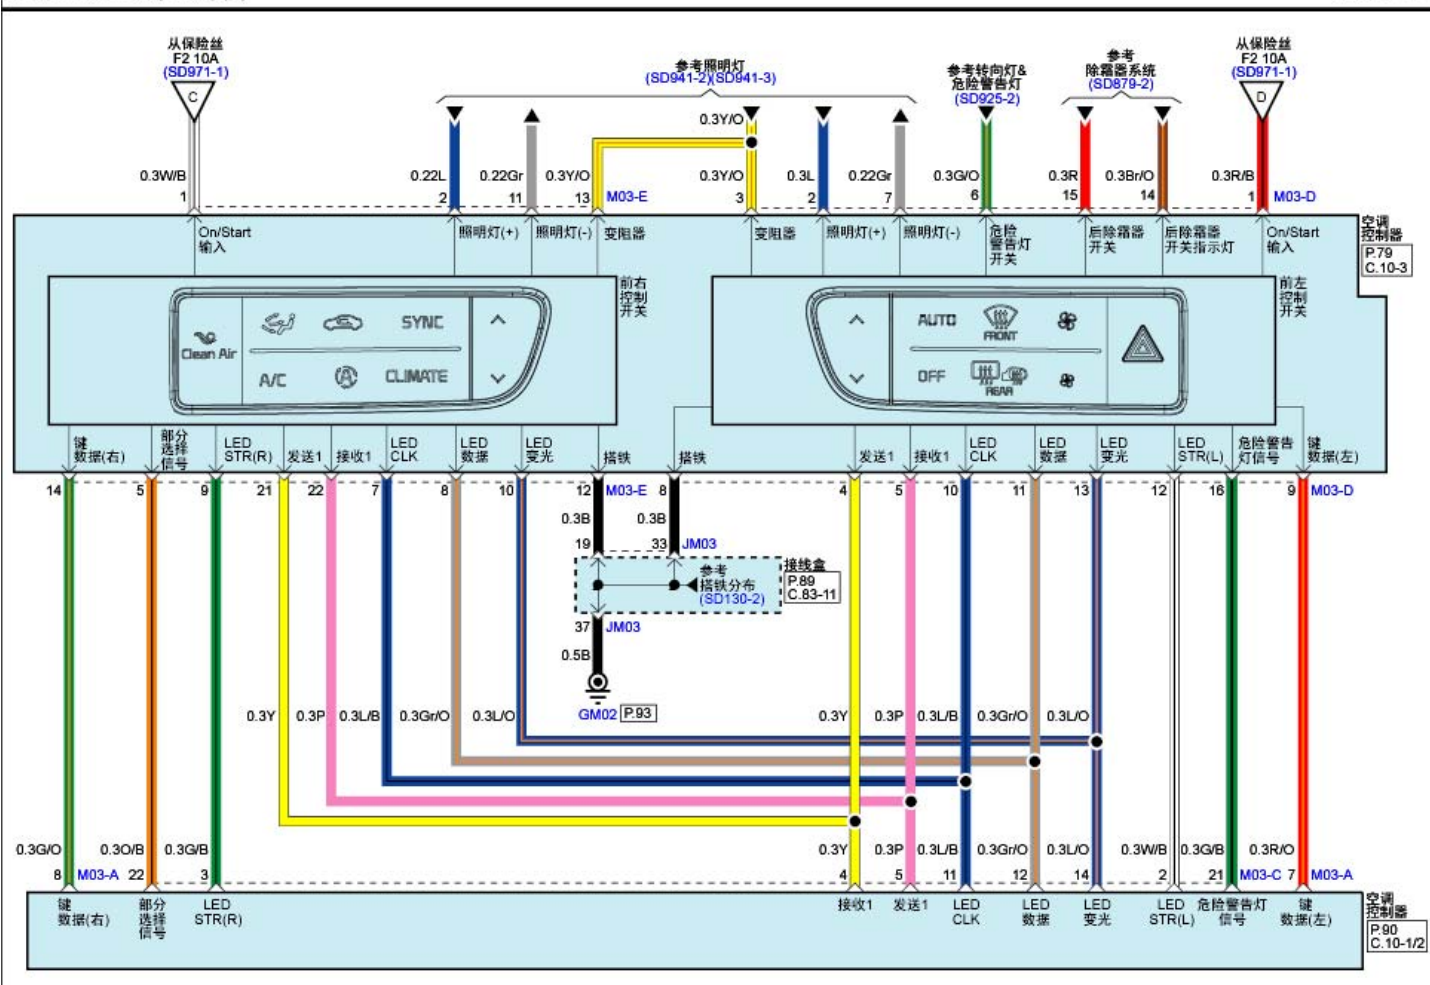 从保险丝
F2 10A
(SD971-1)
C
参考照明灯
(SD941-2)(SD941-3)
参考转向灯&
危险警告灯
(SD925-2)
参考
除霜器系统
(SD879-2)
从保险丝
F2 10A
(SD971-1)
D
0.3Y/O
0.3W/B 0.22L 0.22Gr 0.3Y/O 0.3Y/O 0.3L 0.22Gr 0.3G/O 0.3R 0.3Br/O 0.3R/B
1 2 11 13 M03-E 3 2 7 6 15 14 1 M03-D
On/Start
输入
照明灯(+)
照明灯(-)
变阻器
变阻器
照明灯(+)
照明灯(-)
危险
警告灯
开关
后除霜器
开关
后除霜器
开关指示灯
On/Start
输入
空调
控制器
P.79
C.10-3
前右
控制
开关
前左
控制
开关
Clean Air
SYNC
A/C
CLIMATE
AUTO
FRONT
OFF
REAR
键
数据(右)
部分
选择
信号
LED
STR(R)
发送1
接收1
LED
CLK
LED
数据
LED
变光
搭铁
搭铁
发送1
接收1
LED
CLK
LED
数据
LED
变光
LED
STR(L)
危险警告
灯信号
键
数据(左)
14 5 9 21 22 7 8 10 12 M03-E 8 4 5 10 11 13 12 16 9 M03-D
0.3B 0.3B
19 33 JM03
参考
搭铁分布
(SD130-2)
接线盒
P.89
C.83-11
37 JM03
0.5B
GM02 P.93
0.3Y 0.3P 0.3L/B 0.3Gr/O 0.3L/O 0.3Y 0.3P 0.3L/B 0.3Gr/O 0.3L/O
0.3G/O 0.3O/B 0.3G/B 0.3Y 0.3P 0.3L/B 0.3Gr/O 0.3L/O 0.3W/B 0.3G/B 0.3R/O
8 M03-A 22 3 4 5 11 12 14 2 21 M03-C 7 M03-A
键
数据(右)
部分
选择
信号
LED
STR(R)
接收1
发送1
LED
CLK
LED
数据
LED
变光
LED
STR(L)
危险警告灯
信号
键
数据(左)
空调
控制器
P.90
C.10-1/2